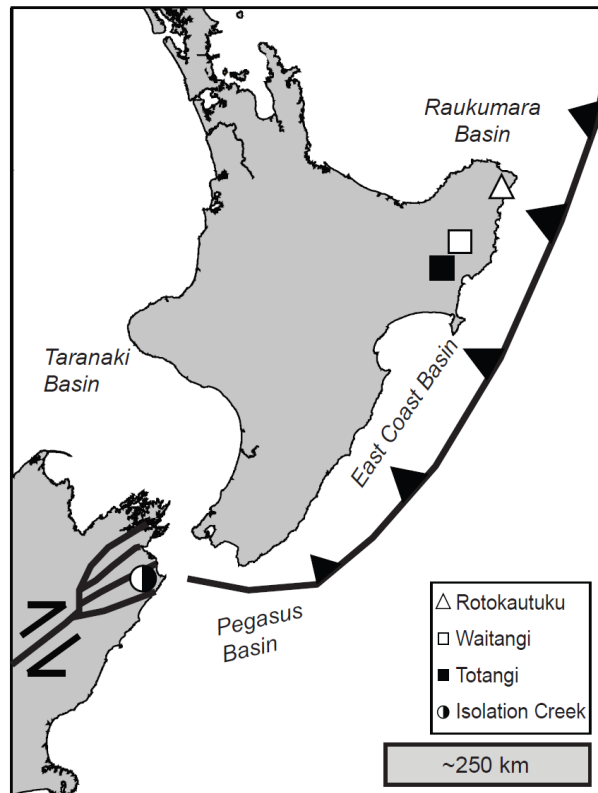 Raukumara
Basin
Taranaki
Basin
East Coast Basin
Pegasus
Basin
Rotokautuku
Waitangi
Totangi
Isolation Creek
~250 km